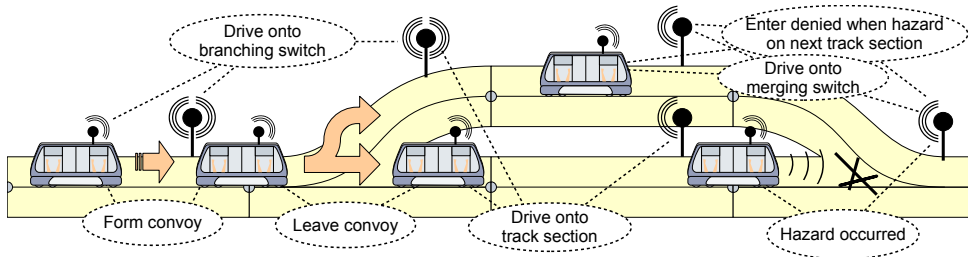 Drive onto
branching switch
Enter denied when hazard
on next track section
Drive onto
merging switch
Form convoy
Leave convoy
Drive onto
track section
Hazard occurred